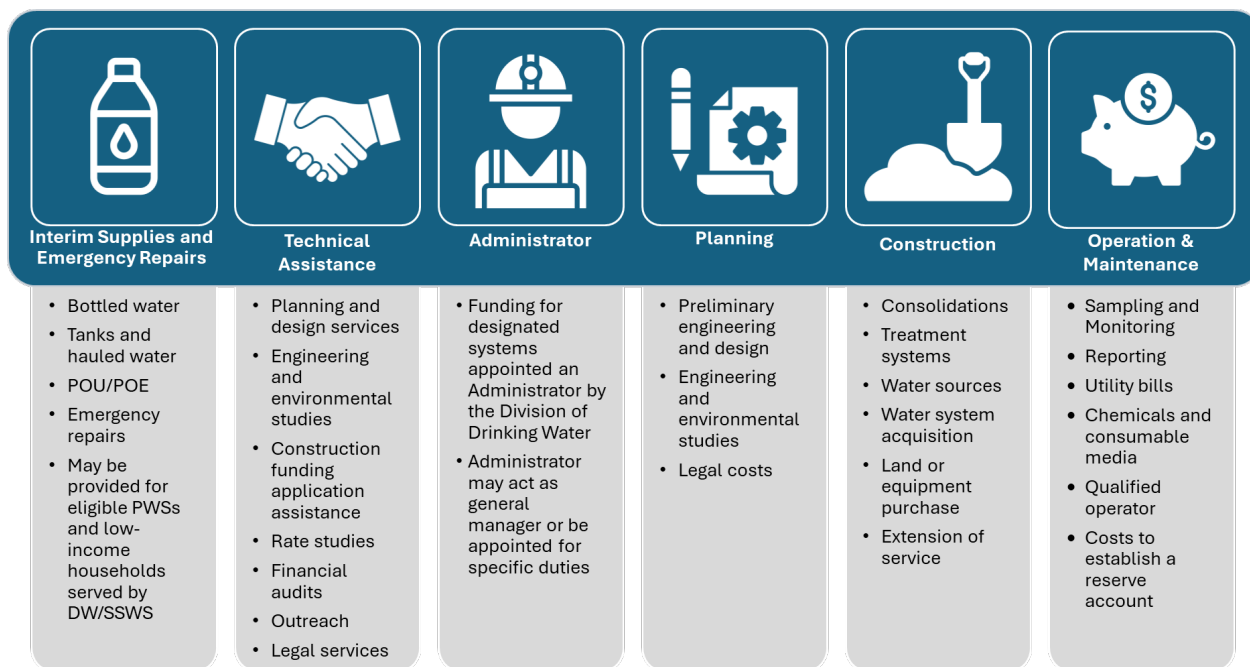 Interim Supplies and
Emergency Repairs
• Bottled water
• Tanks and
hauled water
• POU/POE
• Emergency
repairs
• May be
provided for
eligible PWSs
and low-
income
households
served by
DW/SSWS
Technical
Assistance
• Planning and
design services
• Engineering
and
environmental
studies
• Construction
funding
application
assistance
• Rate studies
• Financial
audits
• Outreach
• Legal services
Administrator
• Funding for
designated
systems
appointed an
Administrator by
the Division of
Drinking Water
• Administrator
may act as
general
manager or be
appointed for
specific duties
Planning
• Preliminary
engineering
and design
• Engineering
and
environmental
studies
• Legal costs
Construction
• Consolidations
• Treatment
systems
• Water sources
• Water system
acquisition
• Land or
equipment
purchase
• Extension of
service
$
Operation &
Maintenance
• Sampling and
Monitoring
• Reporting
• Utility bills
• Chemicals and
consumable
media
• Qualified
operator
• Costs to
establish a
reserve
account